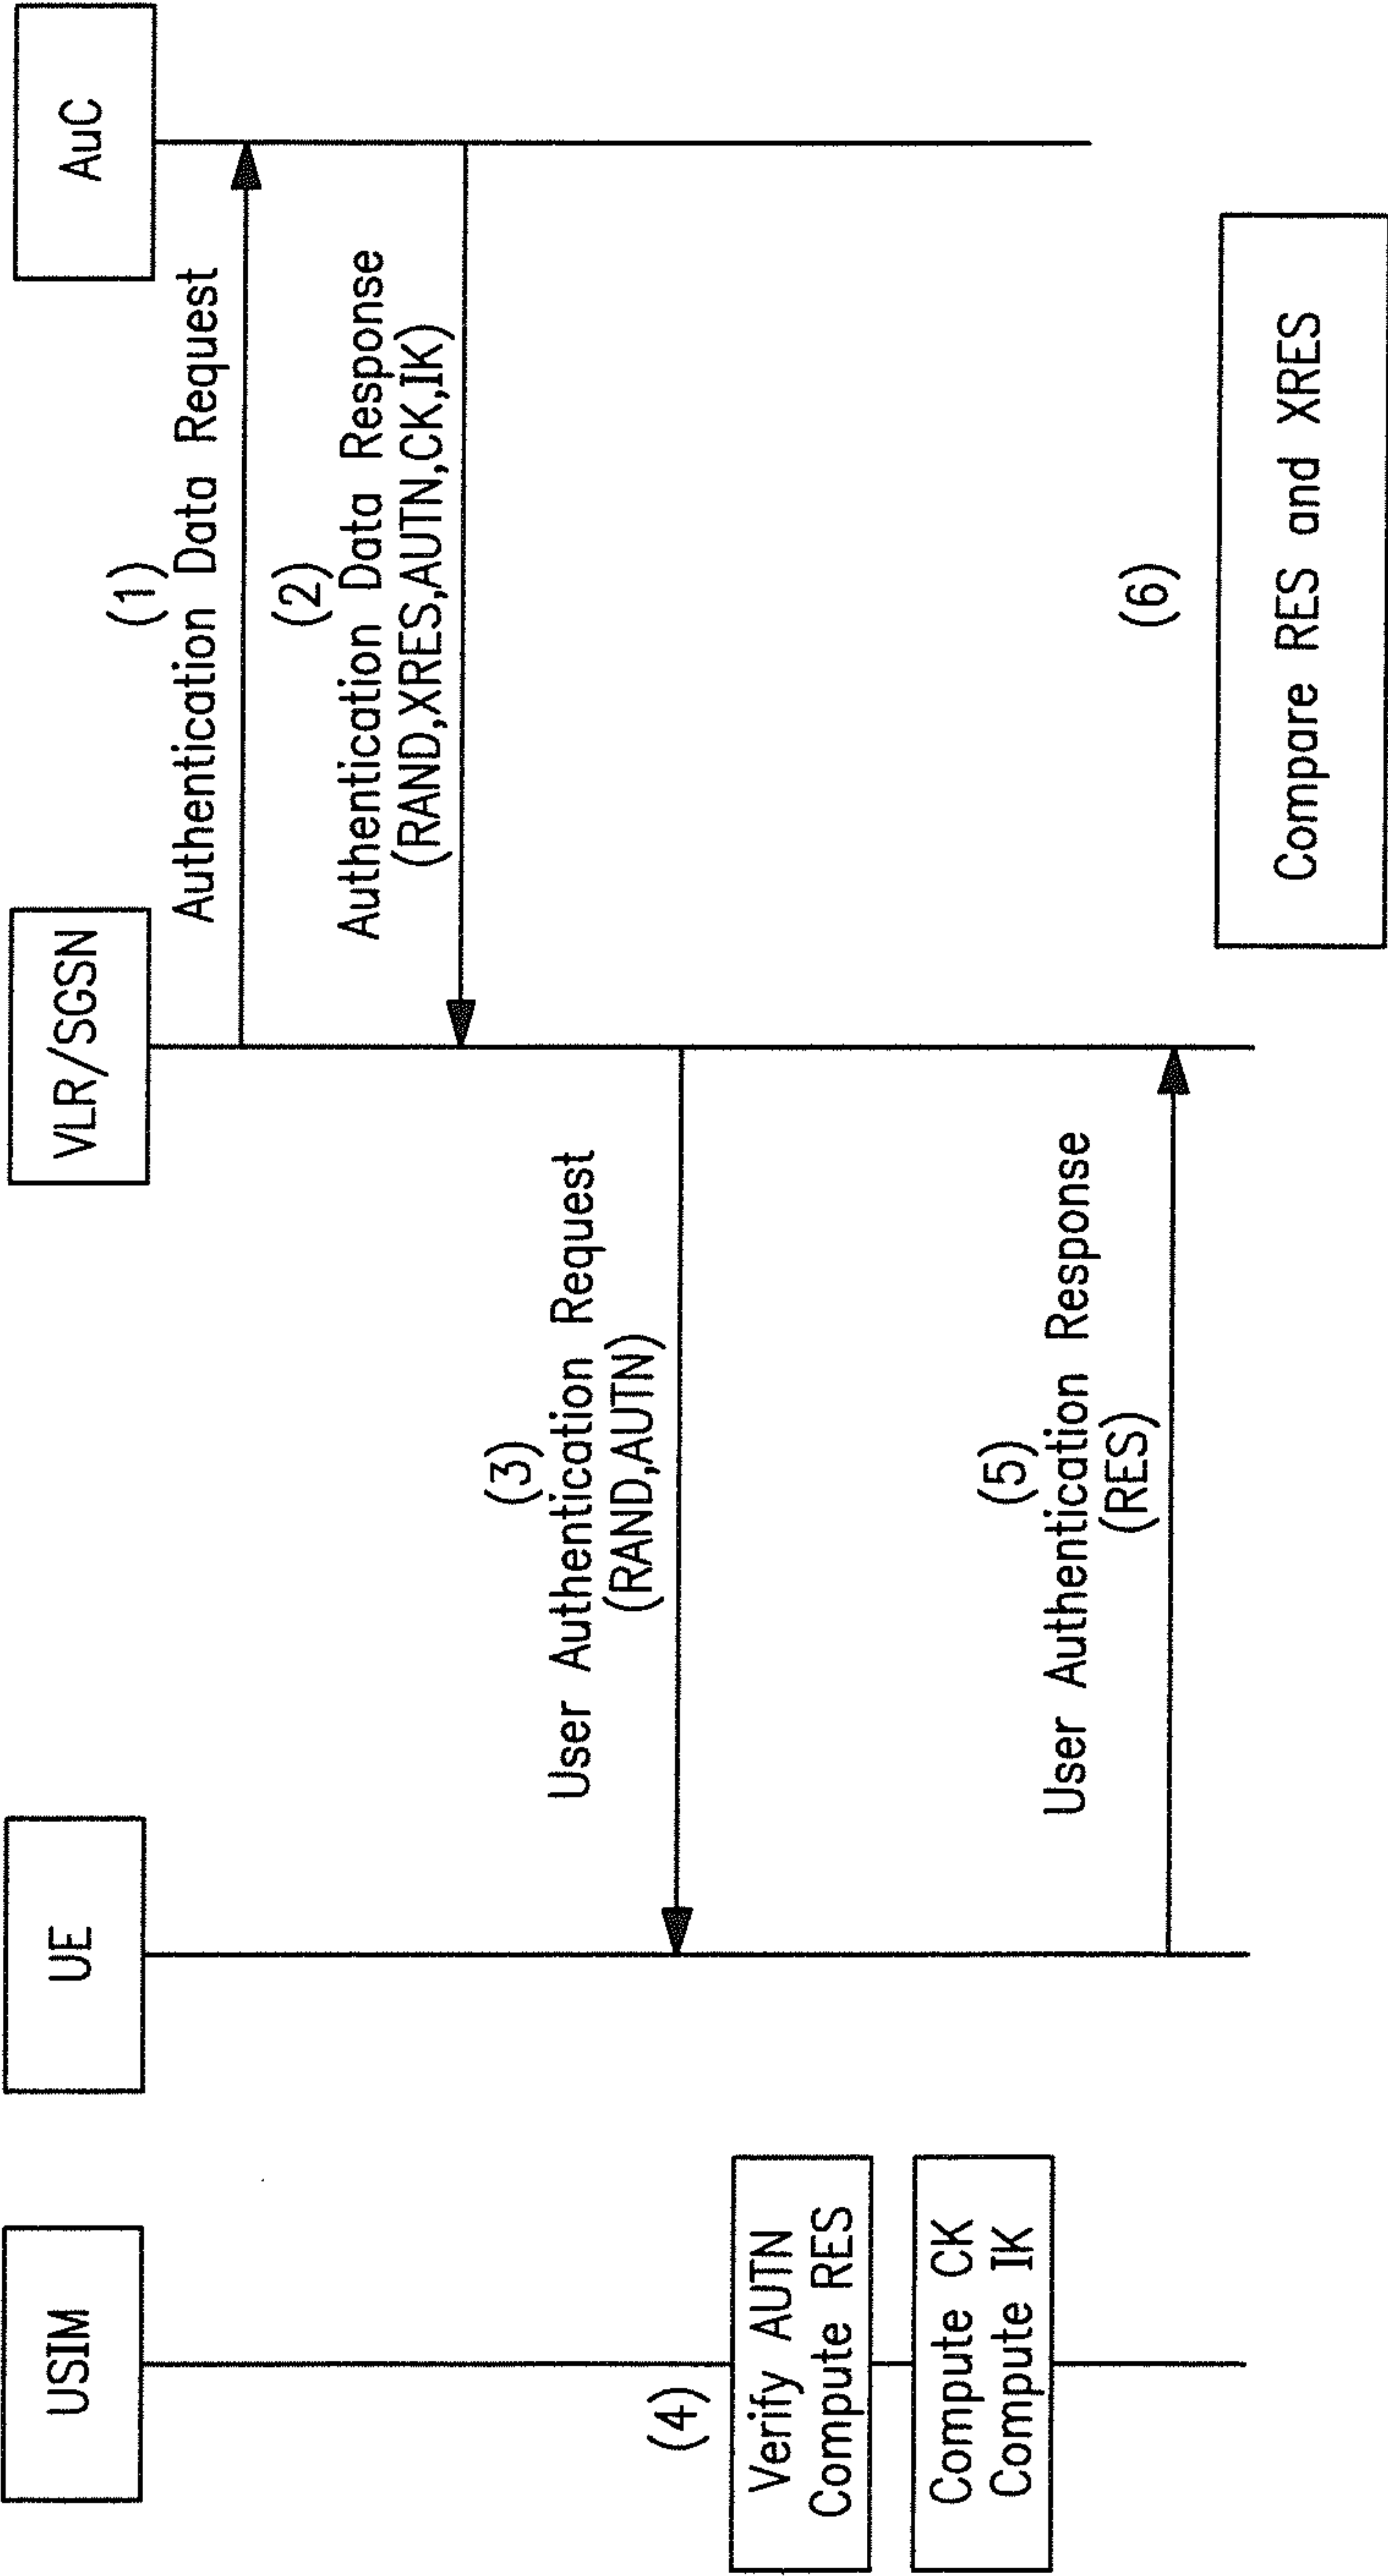 USIM
UE
VLR/SGSN
AuC
(1)
Authentication Data Request
(2)
Authentication Data Response
(RAND,XRES,AUTN,CK,IK)
(3)
User Authentication Request
(RAND,AUTN)
(4)
Verify AUTN
Compute RES
Compute CK
Compute IK
(5)
User Authentication Response
(RES)
(6)
Compare RES and XRES